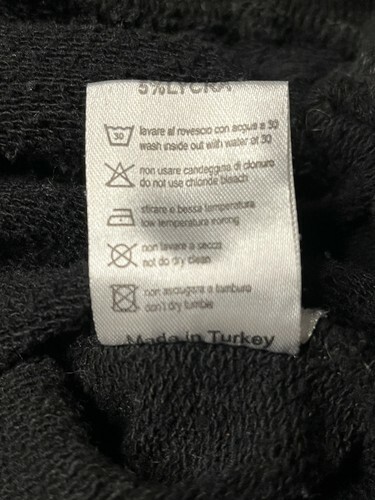 5%LYCRA
30
lavare al rovescio con acqua a 30
wash inside out with water of 30
non usare candeggina di cloruro
do not use chloride bleach
stirare a bassa temperatura
low temperature ironing
non lavare a secco
not do dry clean
non asciugare a tamburo
don't dry tumble
Made in Turkey